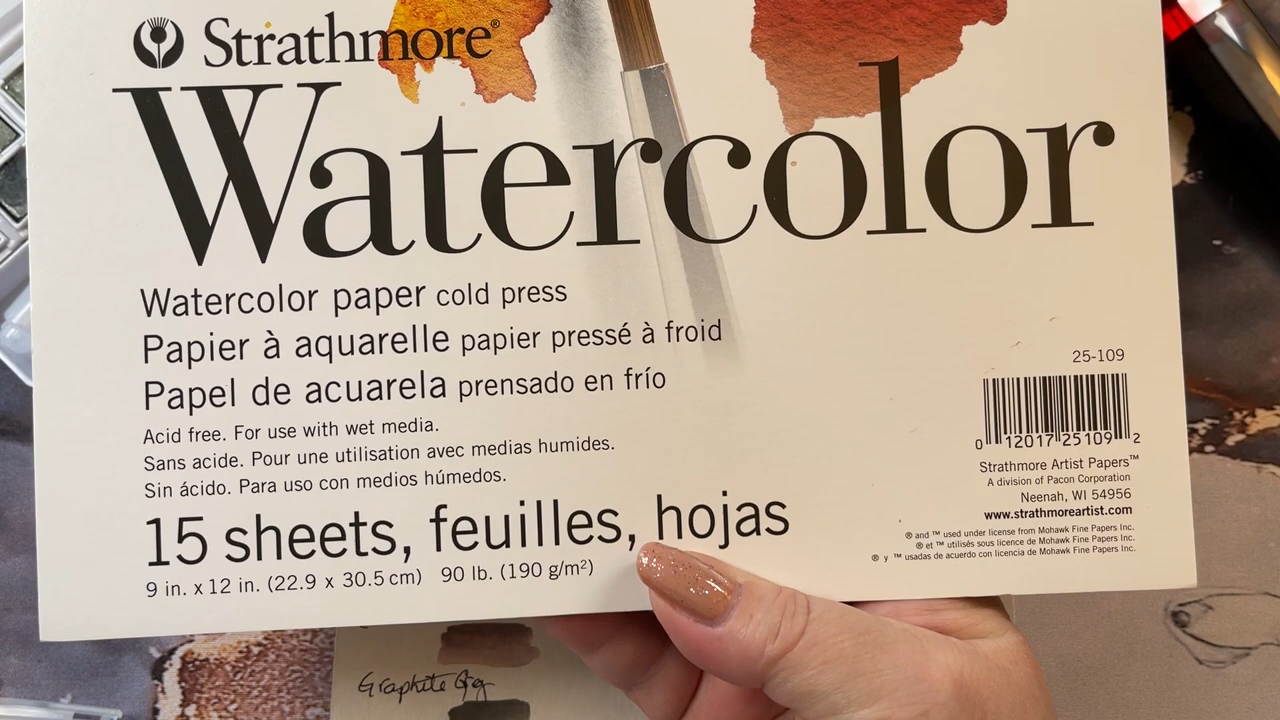 Strathmore®
Watercolor
Watercolor paper cold press
Papier à aquarelle papier pressé à froid
Papel de acuarela prensado en frío
Acid free. For use with wet media.
Sans acide. Pour une utilisation avec medias humides.
Sin ácido. Para uso con medios húmedos.
15 sheets, feuilles, hojas
9 in. x 12 in. (22.9 x 30.5 cm) 90 lb. (190 g/m²)
25-109
0 12017 25109 2
Strathmore Artist Papers™
A division of Pacon Corporation
Neenah, WI 54956
www.strathmoreartist.com
® and ™ used under license from Mohawk Fine Papers Inc.
® et ™ utilisés sous licence de Mohawk Fine Papers Inc.
® y ™ usadas de acuerdo con licencia de Mohawk Fine Papers Inc.
Graphite